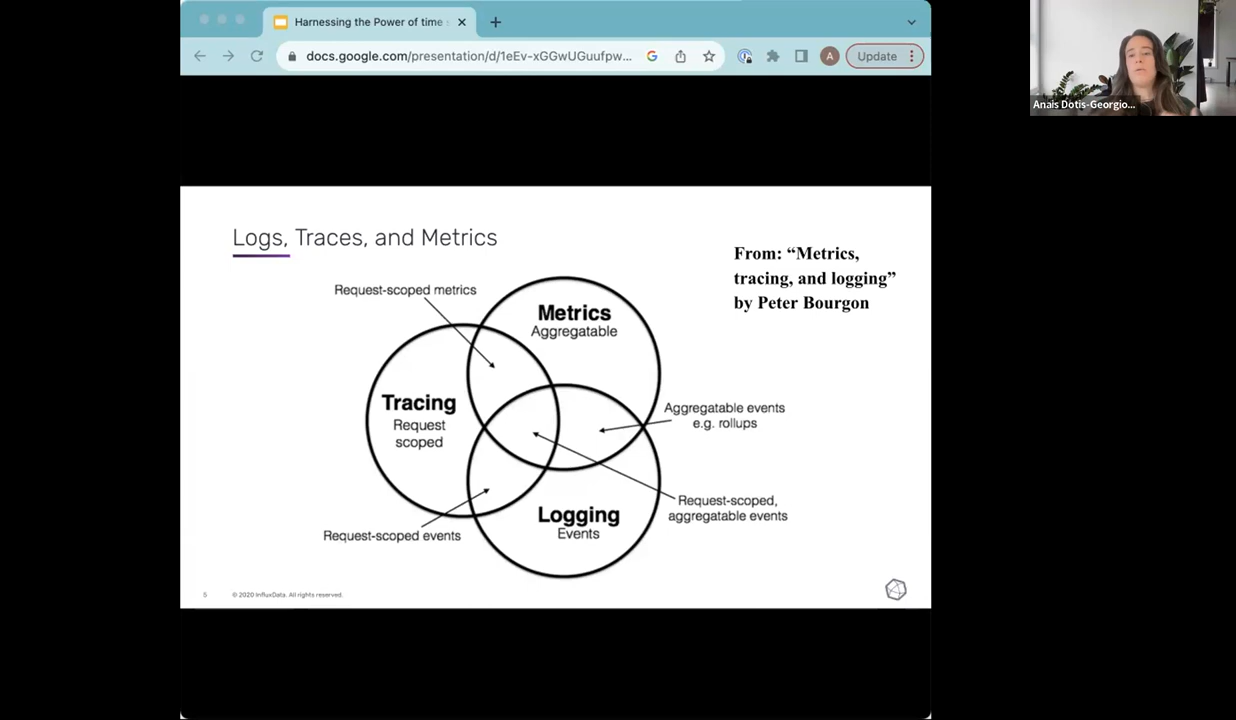 Harnessing the Power of time
docs.google.com/presentation/d/1eEv-xGGwUGuufpw...
A
Update
Anais Dotis-Georgio...
Logs, Traces, and Metrics
From: “Metrics,
tracing, and logging”
by Peter Bourgon
Request-scoped metrics
Metrics
Aggregatable
Tracing
Request
scoped
Aggregatable events
e.g. rollups
Request-scoped,
aggregatable events
Logging
Events
Request-scoped events
5
© 2020 InfluxData. All rights reserved.